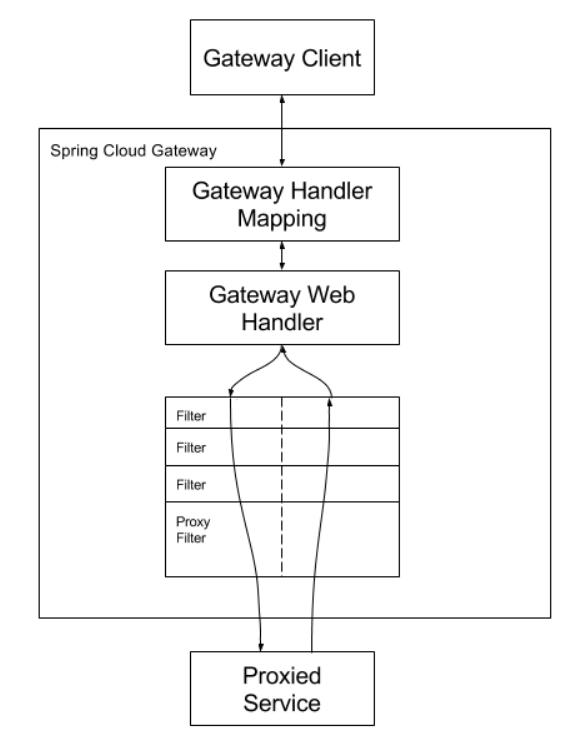 Gateway Client
Spring Cloud Gateway
Gateway Handler
Mapping
Gateway Web
Handler
Filter
Filter
Filter
Proxy
Filter
Proxied
Service